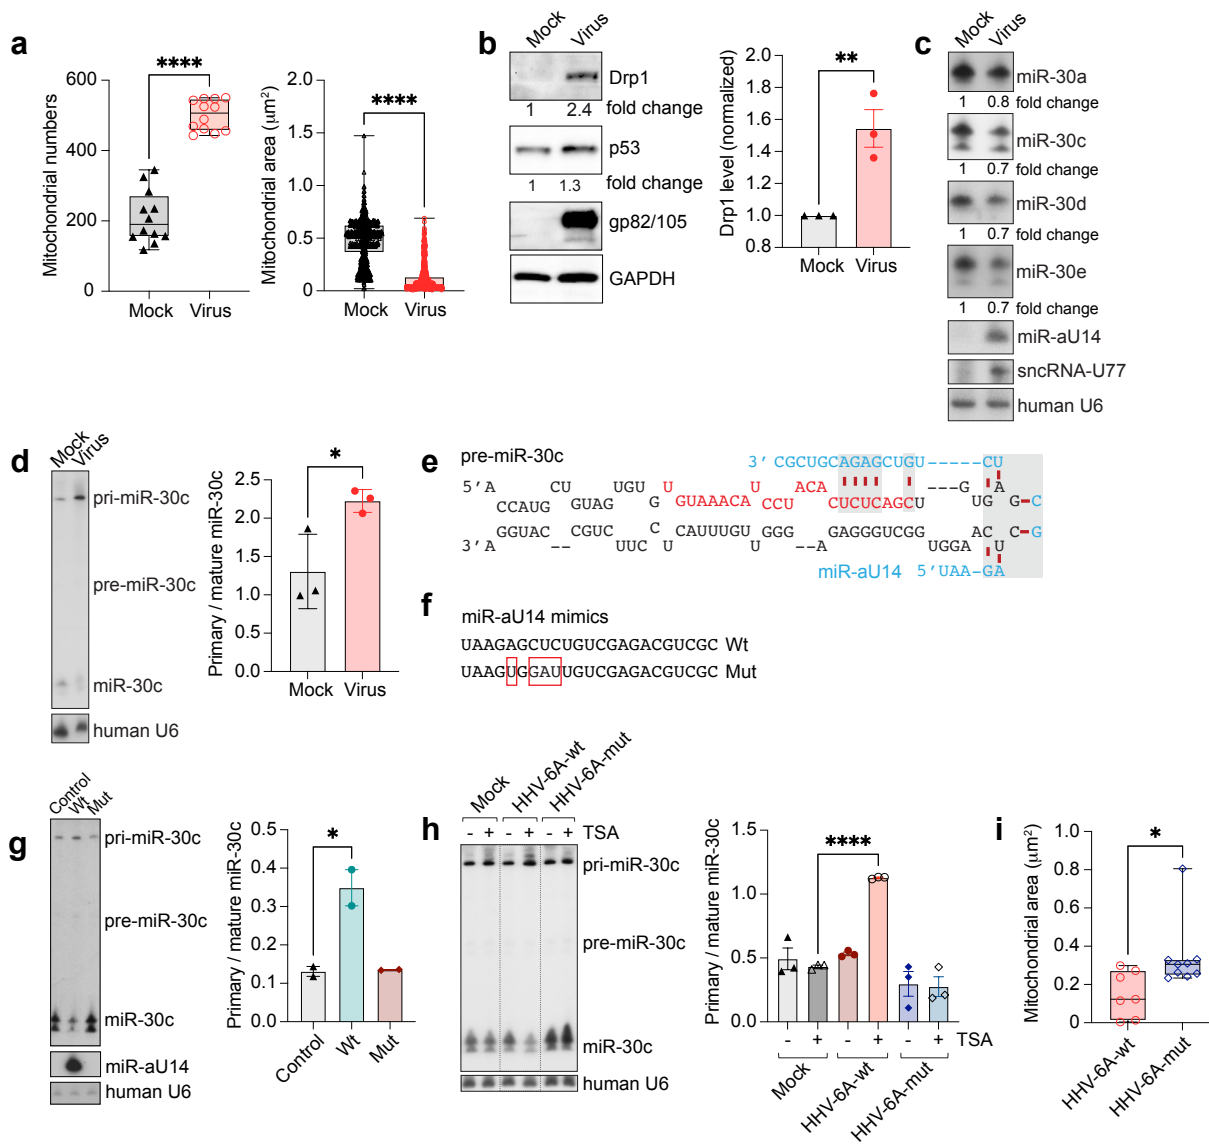 a
****
Mitochondrial numbers
600
400
200
0
Mock
Virus
****
Mitochondrial area (μm²)
2.0
1.5
1.0
0.5
0
Mock
Virus
b
Mock
Virus
Drp1
1 2.4 fold change
p53
1 1.3 fold change
gp82/105
GAPDH
**
Drp1 level (normalized)
2.0
1.8
1.6
1.4
1.2
1.0
0.8
Mock
Virus
c
Mock
Virus
miR-30a
1 0.8 fold change
miR-30c
1 0.7 fold change
miR-30d
1 0.7 fold change
miR-30e
1 0.7 fold change
miR-aU14
sncRNA-U77
human U6
d
Mock
Virus
pri-miR-30c
pre-miR-30c
miR-30c
human U6
*
Primary / mature miR-30c
2.5
2.0
1.5
1.0
0.5
0.0
Mock
Virus
e
pre-miR-30c
3′ CGCUGCAGAGCUGU-----CU
5′A CU UGU U U ACA ---G A
CCAUG GUAG G GUAAACA CCU CUCUCAGCU UG G-C
GGUAC CGUC C CAUUUGU GGG GAGGGUCGG AC C-G
3′A -- UUC U U --A UGGA U
miR-aU14 5′UAA-GA
f
miR-aU14 mimics
UAAGAGCUCUGUCGAGACGUCGC Wt
UAAGUGGAUUGUCGAGACGUCGC Mut
g
Control
Wt
Mut
pri-miR-30c
pre-miR-30c
miR-30c
miR-aU14
human U6
*
Primary / mature miR-30c
0.5
0.4
0.3
0.2
0.1
0.0
Control
Wt
Mut
h
Mock
HHV-6A-wt
HHV-6A-mut
- + - + - + TSA
pri-miR-30c
pre-miR-30c
miR-30c
human U6
****
Primary / mature miR-30c
1.5
1.0
0.5
0.0
- + - + - + TSA
Mock
HHV-6A-wt
HHV-6A-mut
i
*
Mitochondrial area (μm²)
1.0
0.8
0.6
0.4
0.2
0
HHV-6A-wt
HHV-6A-mut